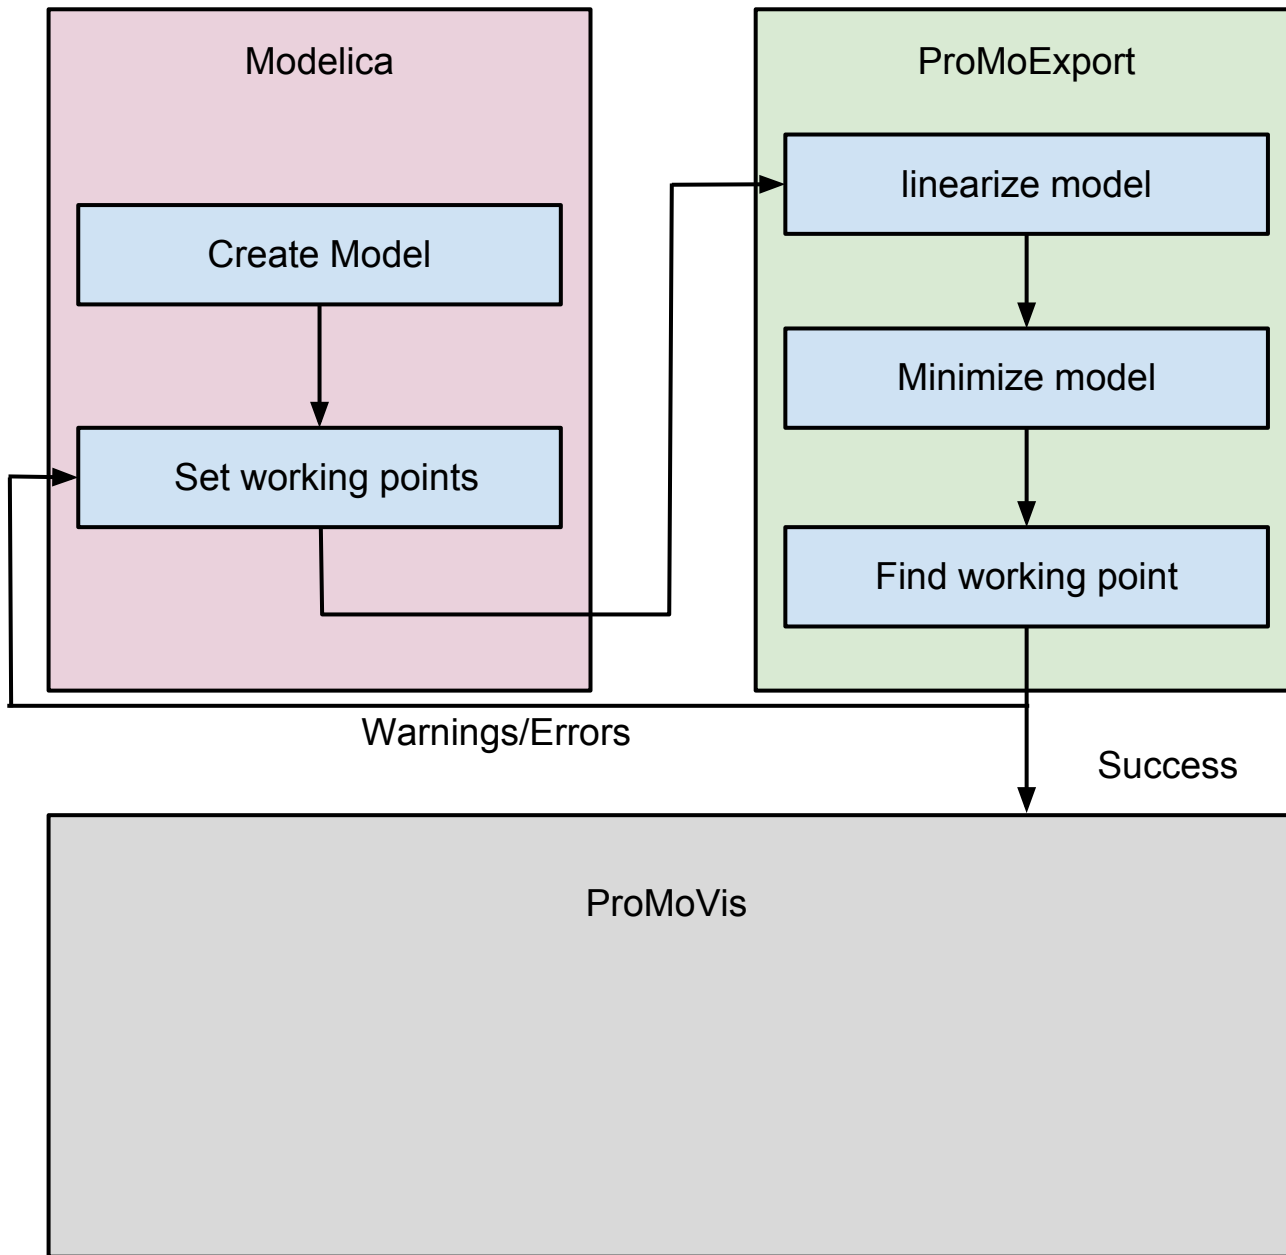 Modelica
Create Model
Set working points
ProMoExport
linearize model
Minimize model
Find working point
Warnings/Errors
Success
ProMoVis